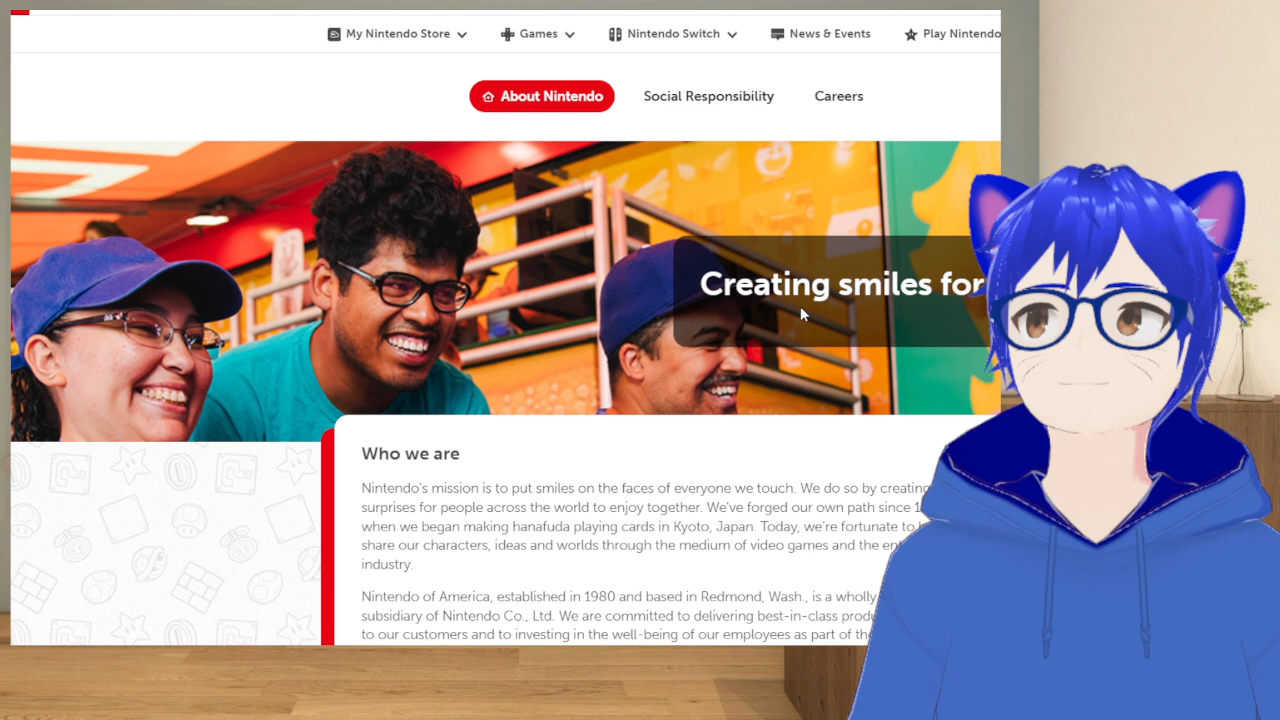 My Nintendo Store Games Nintendo Switch News & Events Play Nintendo
About Nintendo Social Responsibility Careers
Creating smiles for
Who we are
Nintendo's mission is to put smiles on the faces of everyone we touch. We do so by creating
surprises for people across the world to enjoy together. We've forged our own path since
when we began making hanafuda playing cards in Kyoto, Japan. Today, we're fortunate to
share our characters, ideas and worlds through the medium of video games and the
industry.
Nintendo of America, established in 1980 and based in Redmond, Wash., is a wholly
subsidiary of Nintendo Co., Ltd. We are committed to delivering best-in-class
to our customers and to investing in the well-being of our employees as part of